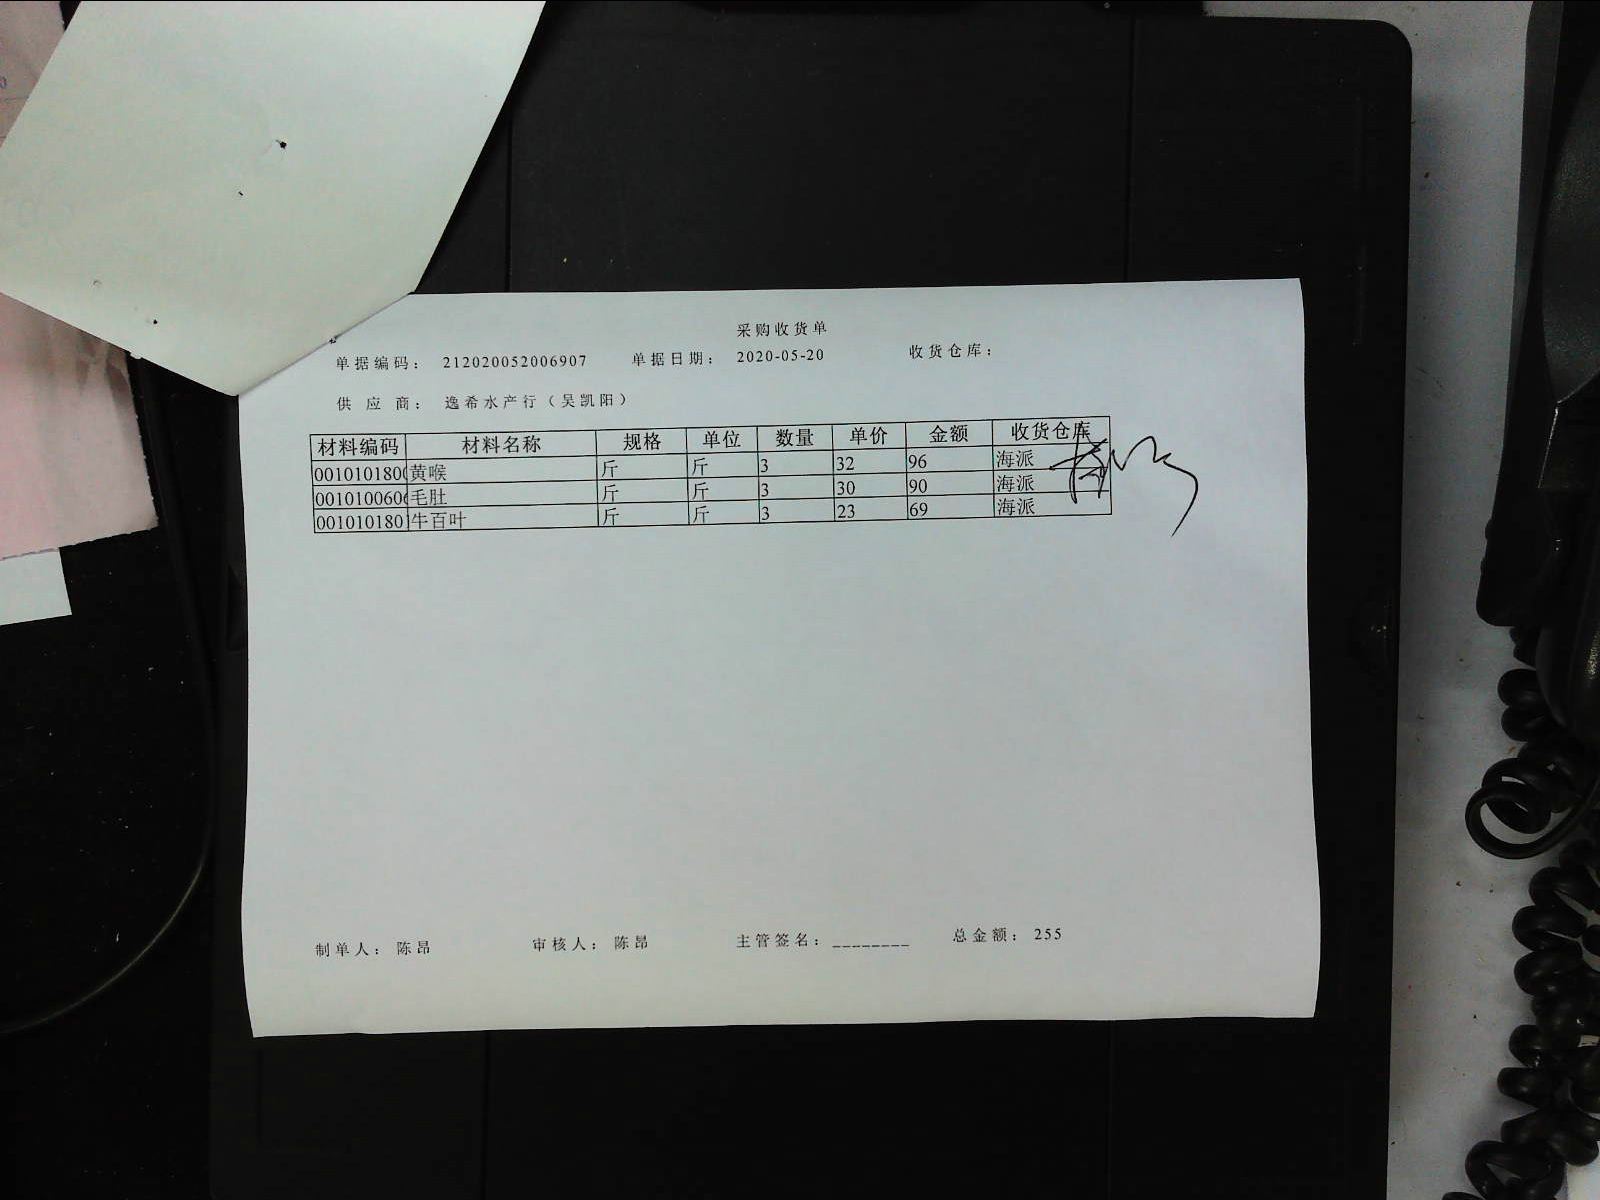 采购收货单
单据编码： 212020052006907 单据日期： 2020-05-20 收货仓库：
供 应 商： 逸希水产行（吴凯阳）
材料编码 材料名称 规格 单位 数量 单价 金额 收货仓库
001010180 黄喉 斤 斤 3 32 96 海派
00101006 毛肚 斤 斤 3 30 90 海派
001010180 牛百叶 斤 斤 3 23 69 海派
制单人： 陈昂 审核人： 陈昂 主管签名：________ 总金额： 255